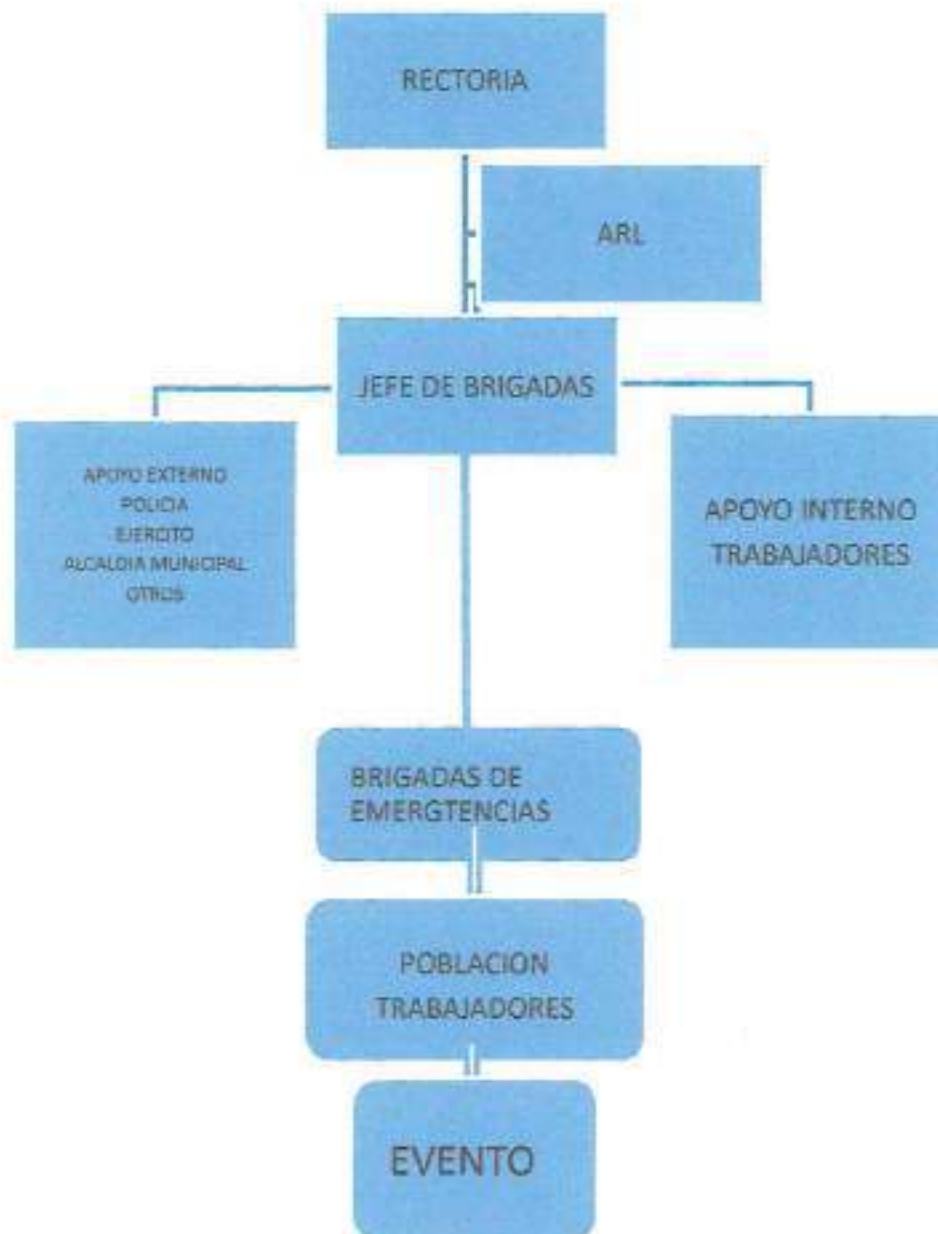 RECTORIA
ARL
JEFE DE BRIGADAS
APOYO EXTERNO
POLICIA
EJERCITO
ALCALDIA MUNICIPAL
OTROS
APOYO INTERNO
TRABAJADORES
BRIGADAS DE
EMERGTENCIAS
POBLACION
TRABAJADORES
EVENTO